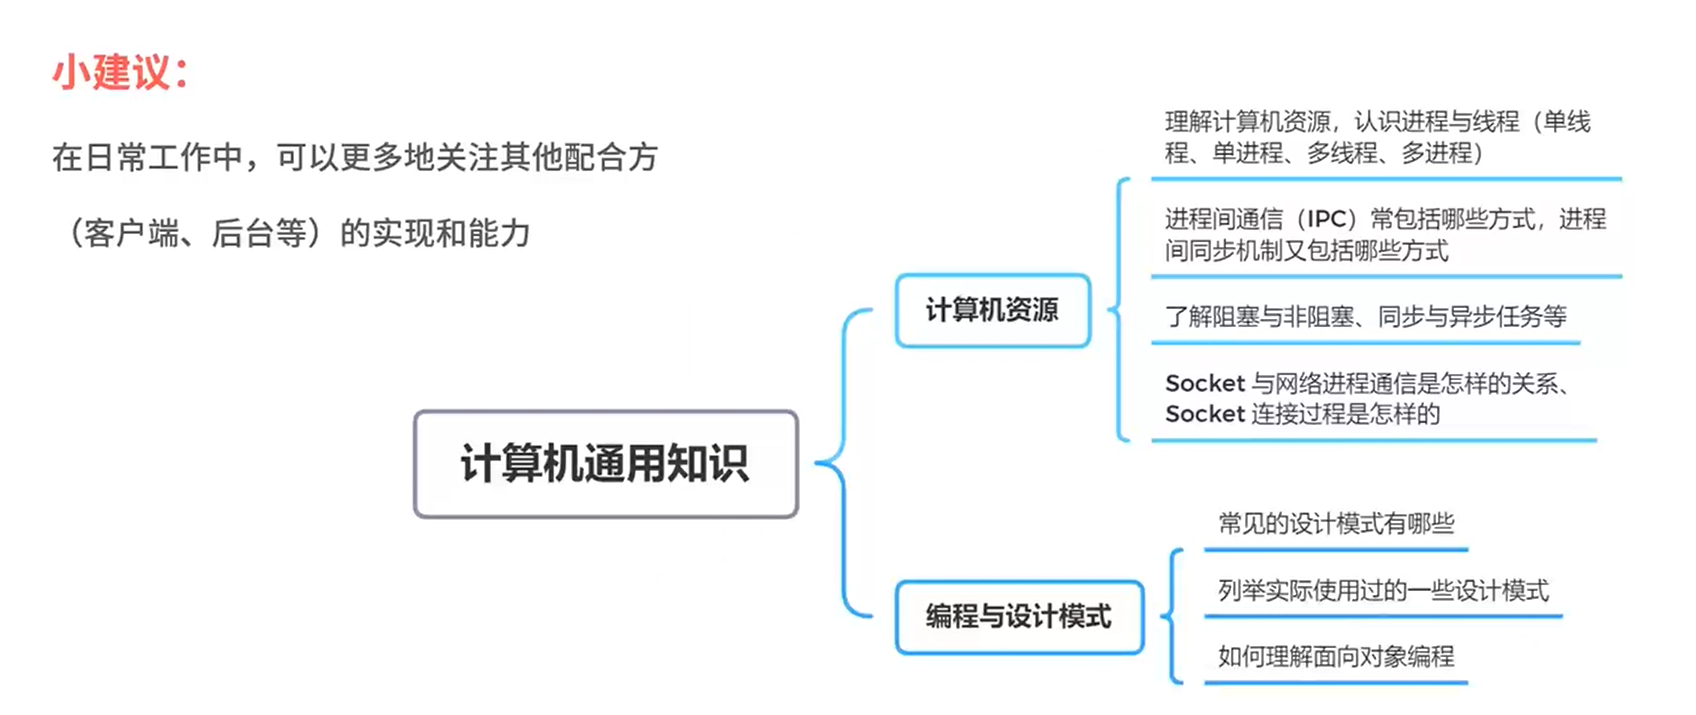 小建议：
在日常工作中，可以更多地关注其他配合方
（客户端、后台等）的实现和能力
计算机通用知识
计算机资源
理解计算机资源，认识进程与线程（单线
程、单进程、多线程、多进程）
进程间通信（IPC）常包括哪些方式，进程
间同步机制又包括哪些方式
了解阻塞与非阻塞、同步与异步任务等
Socket 与网络进程通信是怎样的关系、
Socket 连接过程是怎样的
编程与设计模式
常见的设计模式有哪些
列举实际使用过的一些设计模式
如何理解面向对象编程